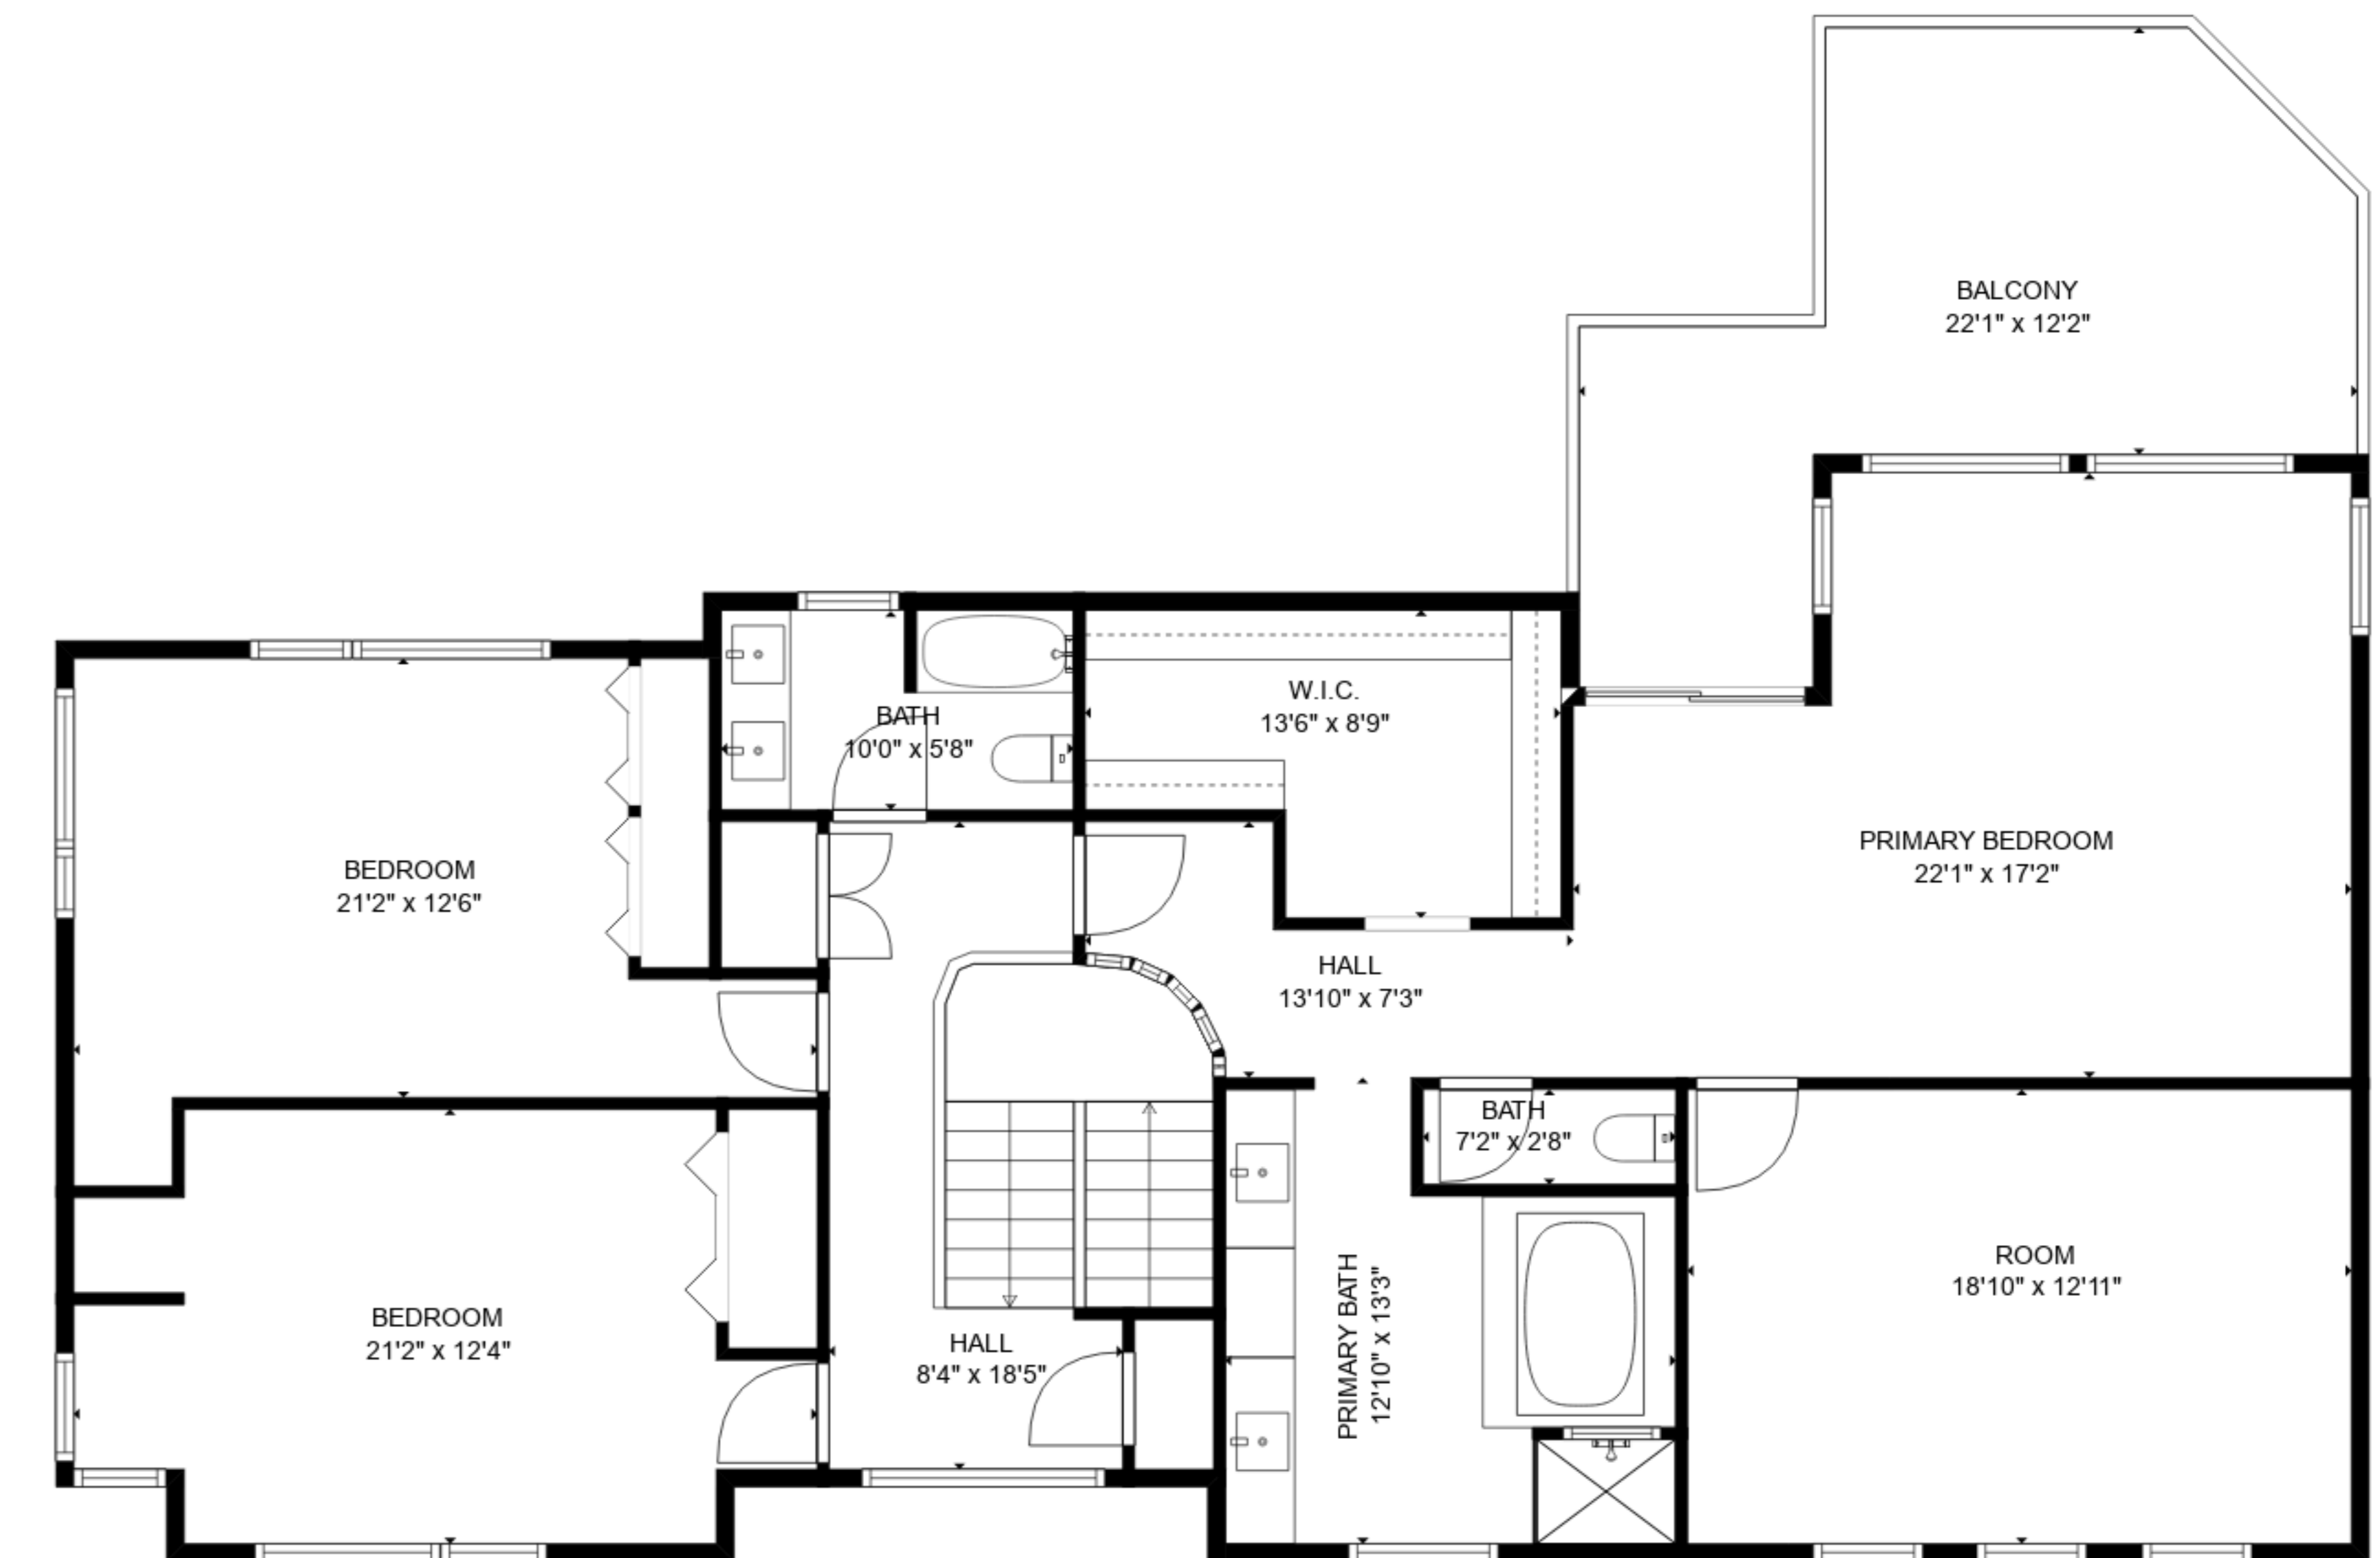 BALCONY
22'1" x 12'2"
W.I.C.
13'6" x 8'9"
BATH
10'0" x 5'8"
PRIMARY BEDROOM
22'1" x 17'2"
BEDROOM
21'2" x 12'6"
HALL
13'10" x 7'3"
BATH
7'2" x 2'8"
ROOM
18'10" x 12'11"
BEDROOM
21'2" x 12'4"
HALL
8'4" x 18'5"
PRIMARY BATH
12'10" x 13'3"